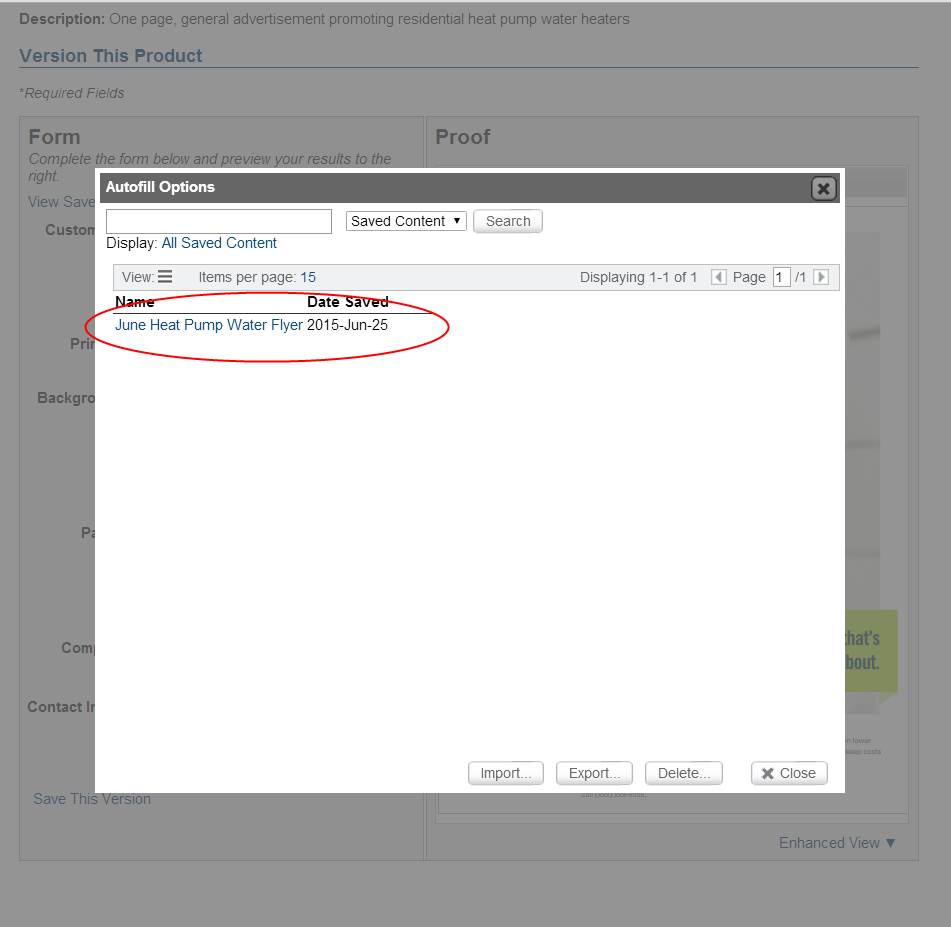 Description: One page, general advertisement promoting residential heat pump water heaters
Version This Product
*Required Fields
Form
Complete the form below and preview your results to the
right.
View Save
Custom
Prin
Backgro
Pa
Comp
Contact In
Save This Version
Proof
Autofill Options
Saved Content ▼ Search
Display: All Saved Content
View: Items per page: 15 Displaying 1-1 of 1 Page 1 /1
Name Date Saved
June Heat Pump Water Flyer 2015-Jun-25
Import... Export... Delete... Close
that's
bout.
n lower
costs
Enhanced View ▼